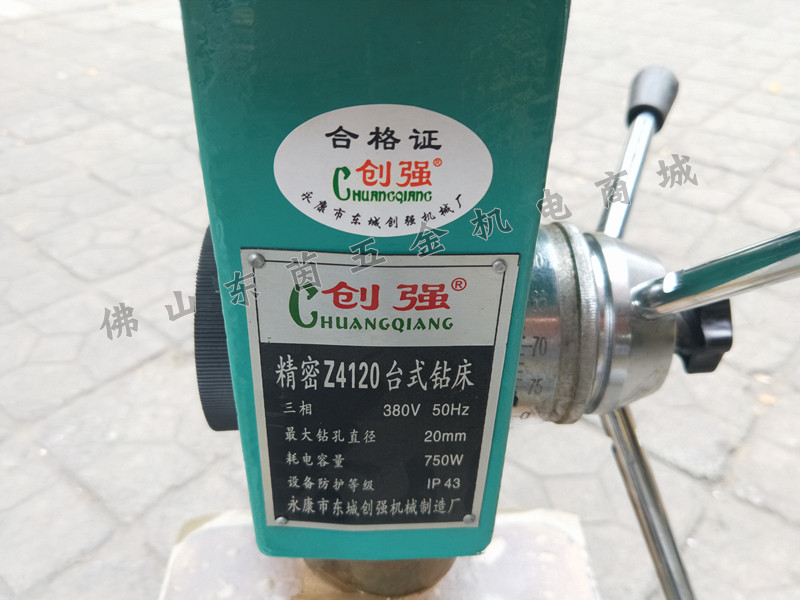 合格证
创强®
CHUANGQIANG
永康市东城创强机械厂
佛山东茵五金机电商城
创强®
CHUANGQIANG
精密Z4120台式钻床
三相 380V 50Hz
最大钻孔直径 20mm
耗电容量 750W
设备防护等级 IP 43
永康市东城创强机械制造厂
70
75